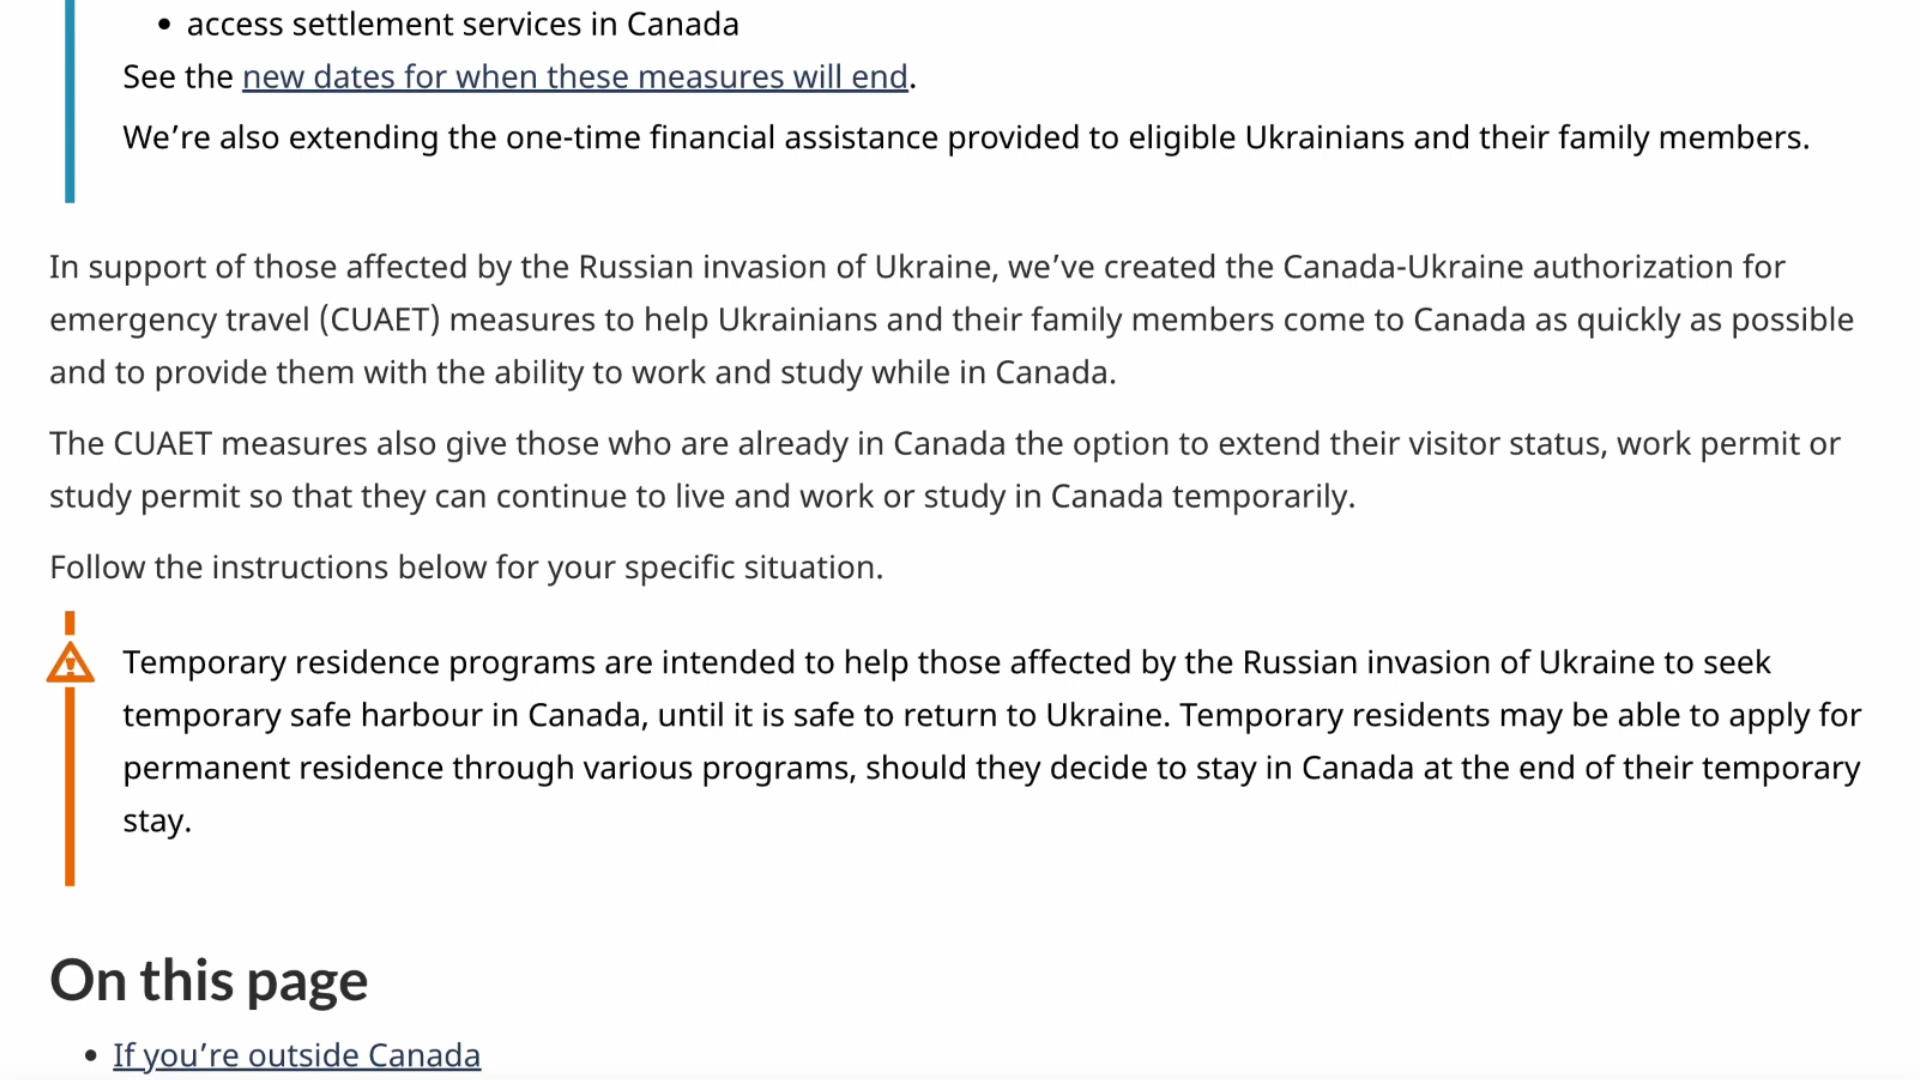 • access settlement services in Canada
See the new dates for when these measures will end.
We’re also extending the one-time financial assistance provided to eligible Ukrainians and their family members.
In support of those affected by the Russian invasion of Ukraine, we’ve created the Canada-Ukraine authorization for
emergency travel (CUAET) measures to help Ukrainians and their family members come to Canada as quickly as possible
and to provide them with the ability to work and study while in Canada.
The CUAET measures also give those who are already in Canada the option to extend their visitor status, work permit or
study permit so that they can continue to live and work or study in Canada temporarily.
Follow the instructions below for your specific situation.
Temporary residence programs are intended to help those affected by the Russian invasion of Ukraine to seek
temporary safe harbour in Canada, until it is safe to return to Ukraine. Temporary residents may be able to apply for
permanent residence through various programs, should they decide to stay in Canada at the end of their temporary
stay.
On this page
• If you’re outside Canada